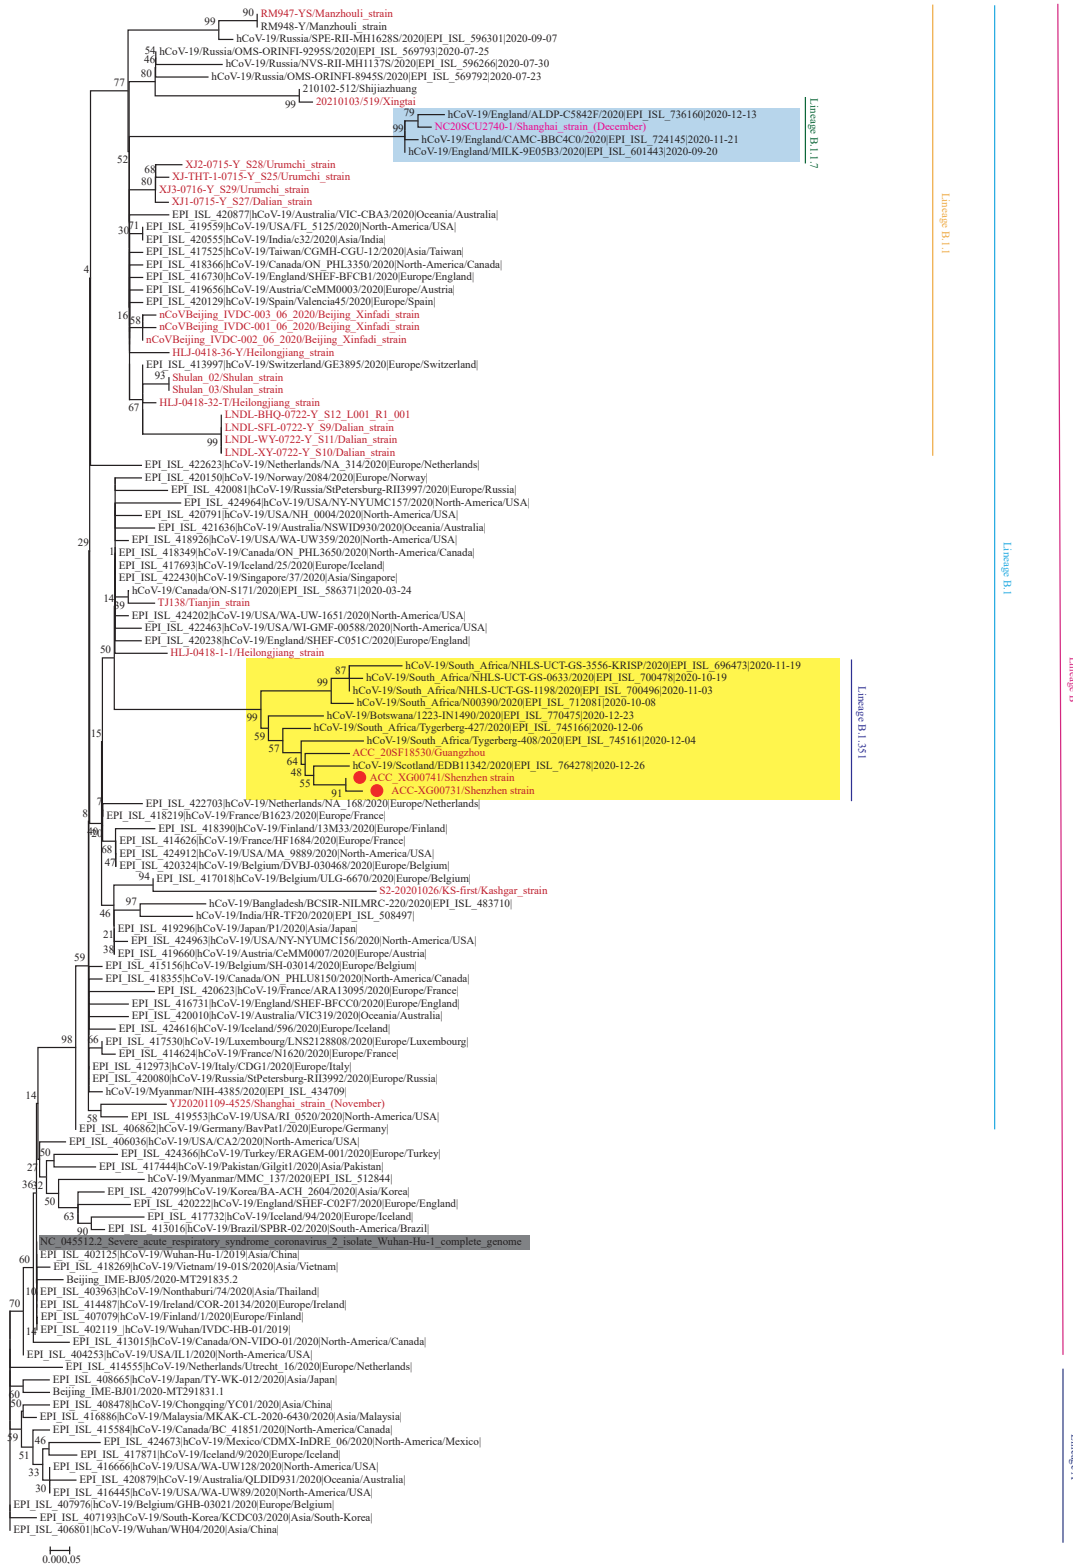 RM947-YS/Manzhouli_strain
RM948-Y/Manzhouli_strain
hCoV-19/Russia/SPE-RII-MH1628S/2020|EPI_ISL_596301|2020-09-07
hCoV-19/Russia/OMS-ORINFI-9295S/2020|EPI_ISL_569793|2020-07-25
hCoV-19/Russia/NVS-RII-MH1137S/2020|EPI_ISL_596266|2020-07-30
hCoV-19/Russia/OMS-ORINFI-8945S/2020|EPI_ISL_569792|2020-07-23
210102-512/Shijiazhuang
20210103/519/Xingtai
hCoV-19/England/ALDP-C5842F/2020|EPI_ISL_736160|2020-12-13
NC20SCU2740-1/Shanghai_strain_(December)
hCoV-19/England/CAMC-BBC4C0/2020|EPI_ISL_724145|2020-11-21
hCoV-19/England/MILK-9E05B3/2020|EPI_ISL_601443|2020-09-20
XJ2-0715-Y_S28/Urumchi_strain
XJ-THT-1-0715-Y_S25/Urumchi_strain
XJ3-0716-Y_S29/Urumchi_strain
XJ1-0715-Y_S27/Dalian_strain
EPI_ISL_420877|hCoV-19/Australia/VIC-CBA3/2020|Oceania/Australia|
EPI_ISL_419559|hCoV-19/USA/FL_5125/2020|North-America/USA|
EPI_ISL_420555|hCoV-19/India/c32/2020|Asia/India|
EPI_ISL_417525|hCoV-19/Taiwan/CGMH-CGU-12/2020|Asia/Taiwan|
EPI_ISL_418366|hCoV-19/Canada/ON_PHL3350/2020|North-America/Canada|
EPI_ISL_416730|hCoV-19/England/SHEF-BFCB1/2020|Europe/England|
EPI_ISL_419656|hCoV-19/Austria/CeMM0003/2020|Europe/Austria|
EPI_ISL_420129|hCoV-19/Spain/Valencia45/2020|Europe/Spain|
nCoVBeijing_IVDC-003_06_2020/Beijing_Xinfadi_strain
nCoVBeijing_IVDC-001_06_2020/Beijing_Xinfadi_strain
nCoVBeijing_IVDC-002_06_2020/Beijing_Xinfadi_strain
HLJ-0418-36-Y/Heilongjiang_strain
EPI_ISL_413997|hCoV-19/Switzerland/GE3895/2020|Europe/Switzerland|
Shulan_02/Shulan_strain
Shulan_03/Shulan_strain
HLJ-0418-32-T/Heilongjiang_strain
LNDL-BHQ-0722-Y_S12_L001_R1_001
LNDL-SFL-0722-Y_S9/Dalian_strain
LNDL-WY-0722-Y_S11/Dalian_strain
LNDL-XY-0722-Y_S10/Dalian_strain
EPI_ISL_422623|hCoV-19/Netherlands/NA_314/2020|Europe/Netherlands|
EPI_ISL_420150|hCoV-19/Norway/2084/2020|Europe/Norway|
EPI_ISL_420081|hCoV-19/Russia/StPetersburg-RII3997/2020|Europe/Russia|
EPI_ISL_424964|hCoV-19/USA/NY-NYUMC157/2020|North-America/USA|
EPI_ISL_420791|hCoV-19/USA/NH_0004/2020|North-America/USA|
EPI_ISL_421636|hCoV-19/Australia/NSWID930/2020|Oceania/Australia|
EPI_ISL_418926|hCoV-19/USA/WA-UW359/2020|North-America/USA|
EPI_ISL_418349|hCoV-19/Canada/ON_PHL3650/2020|North-America/Canada|
EPI_ISL_417693|hCoV-19/Iceland/25/2020|Europe/Iceland|
EPI_ISL_422430|hCoV-19/Singapore/37/2020|Asia/Singapore|
hCoV-19/Canada/ON-S171/2020|EPI_ISL_586371|2020-03-24
TJ138/Tianjin_strain
EPI_ISL_424202|hCoV-19/USA/WA-UW-1651/2020|North-America/USA|
EPI_ISL_422463|hCoV-19/USA/WI-GMF-00588/2020|North-America/USA|
EPI_ISL_420238|hCoV-19/England/SHEF-C051C/2020|Europe/England|
HLJ-0418-1-1/Heilongjiang_strain
hCoV-19/South_Africa/NHLS-UCT-GS-3556-KRISP/2020|EPI_ISL_696473|2020-11-19
hCoV-19/South_Africa/NHLS-UCT-GS-0633/2020|EPI_ISL_700478|2020-10-19
hCoV-19/South_Africa/NHLS-UCT-GS-1198/2020|EPI_ISL_700496|2020-11-03
hCoV-19/South_Africa/N00390/2020|EPI_ISL_712081|2020-10-08
hCoV-19/Botswana/1223-IN1490/2020|EPI_ISL_770475|2020-12-23
hCoV-19/South_Africa/Tygerberg-427/2020|EPI_ISL_745166|2020-12-06
hCoV-19/South_Africa/Tygerberg-408/2020|EPI_ISL_745161|2020-12-04
ACC_20SF18530/Guangzhou
hCoV-19/Scotland/EDB11342/2020|EPI_ISL_764278|2020-12-26
ACC_XG00741/Shenzhen strain
ACC-XG00731/Shenzhen strain
EPI_ISL_422703|hCoV-19/Netherlands/NA_168/2020|Europe/Netherlands|
EPI_ISL_418219|hCoV-19/France/B1623/2020|Europe/France|
EPI_ISL_418390|hCoV-19/Finland/13M33/2020|Europe/Finland|
EPI_ISL_414626|hCoV-19/France/HF1684/2020|Europe/France|
EPI_ISL_424912|hCoV-19/USA/MA_9889/2020|North-America/USA|
EPI_ISL_420324|hCoV-19/Belgium/DVBJ-030468/2020|Europe/Belgium|
EPI_ISL_417018|hCoV-19/Belgium/ULG-6670/2020|Europe/Belgium|
S2-20201026/KS-first/Kashgar_strain
hCoV-19/Bangladesh/BCSIR-NILMRC-220/2020|EPI_ISL_483710|
hCoV-19/India/HR-TF20/2020|EPI_ISL_508497|
EPI_ISL_419296|hCoV-19/Japan/P1/2020|Asia/Japan|
EPI_ISL_424963|hCoV-19/USA/NY-NYUMC156/2020|North-America/USA|
EPI_ISL_419660|hCoV-19/Austria/CeMM0007/2020|Europe/Austria|
EPI_ISL_415156|hCoV-19/Belgium/SH-03014/2020|Europe/Belgium|
EPI_ISL_418355|hCoV-19/Canada/ON_PHLU8150/2020|North-America/Canada|
EPI_ISL_420623|hCoV-19/France/ARA13095/2020|Europe/France|
EPI_ISL_416731|hCoV-19/England/SHEF-BFCC0/2020|Europe/England|
EPI_ISL_420010|hCoV-19/Australia/VIC319/2020|Oceania/Australia|
EPI_ISL_424616|hCoV-19/Iceland/596/2020|Europe/Iceland|
EPI_ISL_417530|hCoV-19/Luxembourg/LNS2128808/2020|Europe/Luxembourg|
EPI_ISL_414624|hCoV-19/France/N1620/2020|Europe/France|
EPI_ISL_412973|hCoV-19/Italy/CDG1/2020|Europe/Italy|
EPI_ISL_420080|hCoV-19/Russia/StPetersburg-RII3992/2020|Europe/Russia|
hCoV-19/Myanmar/NIH-4385/2020|EPI_ISL_434709|
YJ20201109-4525/Shanghai_strain_(November)
EPI_ISL_419553|hCoV-19/USA/RI_0520/2020|North-America/USA|
EPI_ISL_406862|hCoV-19/Germany/BavPat1/2020|Europe/Germany|
EPI_ISL_406036|hCoV-19/USA/CA2/2020|North-America/USA|
EPI_ISL_424366|hCoV-19/Turkey/ERAGEM-001/2020|Europe/Turkey|
EPI_ISL_417444|hCoV-19/Pakistan/Gilgit1/2020|Asia/Pakistan|
hCoV-19/Myanmar/MMC_137/2020|EPI_ISL_512844|
EPI_ISL_420799|hCoV-19/Korea/BA-ACH_2604/2020|Asia/Korea|
EPI_ISL_420222|hCoV-19/England/SHEF-C02F7/2020|Europe/England|
EPI_ISL_417732|hCoV-19/Iceland/94/2020|Europe/Iceland|
EPI_ISL_413016|hCoV-19/Brazil/SPBR-02/2020|South-America/Brazil|
NC_045512.2_Severe_acute_respiratory_syndrome_coronavirus_2_isolate_Wuhan-Hu-1_complete_genome
EPI_ISL_402125|hCoV-19/Wuhan-Hu-1/2019|Asia/China|
EPI_ISL_418269|hCoV-19/Vietnam/19-01S/2020|Asia/Vietnam|
Beijing_IME-BJ05/2020-MT291835.2
EPI_ISL_403963|hCoV-19/Nonthaburi/74/2020|Asia/Thailand|
EPI_ISL_414487|hCoV-19/Ireland/COR-20134/2020|Europe/Ireland|
EPI_ISL_407079|hCoV-19/Finland/1/2020|Europe/Finland|
EPI_ISL_402119_|hCoV-19/Wuhan/IVDC-HB-01/2019|
EPI_ISL_413015|hCoV-19/Canada/ON-VIDO-01/2020|North-America/Canada|
EPI_ISL_404253|hCoV-19/USA/IL1/2020|North-America/USA|
EPI_ISL_414555|hCoV-19/Netherlands/Utrecht_16/2020|Europe/Netherlands|
EPI_ISL_408665|hCoV-19/Japan/TY-WK-012/2020|Asia/Japan|
Beijing_IME-BJ01/2020-MT291831.1
EPI_ISL_408478|hCoV-19/Chongqing/YC01/2020|Asia/China|
EPI_ISL_416886|hCoV-19/Malaysia/MKAK-CL-2020-6430/2020|Asia/Malaysia|
EPI_ISL_415584|hCoV-19/Canada/BC_41851/2020|North-America/Canada|
EPI_ISL_424673|hCoV-19/Mexico/CDMX-InDRE_06/2020|North-America/Mexico|
EPI_ISL_417871|hCoV-19/Iceland/9/2020|Europe/Iceland|
EPI_ISL_416666|hCoV-19/USA/WA-UW128/2020|North-America/USA|
EPI_ISL_420879|hCoV-19/Australia/QLDID931/2020|Oceania/Australia|
EPI_ISL_416445|hCoV-19/USA/WA-UW89/2020|North-America/USA|
EPI_ISL_407976|hCoV-19/Belgium/GHB-03021/2020|Europe/Belgium|
EPI_ISL_407193|hCoV-19/South-Korea/KCDC03/2020|Asia/South-Korea|
EPI_ISL_406801|hCoV-19/Wuhan/WH04/2020|Asia/China|
0.000.05
90
99
54
46
80
77
99
79
99
52
68
80
71
30
4
16
58
93
67
99
29
1
14
39
50
87
99
99
59
57
64
48
55
91
15
7
8
68
47
94
97
46
21
38
59
66
98
58
14
50
27
36
32
50
63
90
60
10
70
14
60
50
59
46
51
33
30
Lineage B.1.1.7
Lineage B.1.1
Lineage B.1
Lineage B.1.351